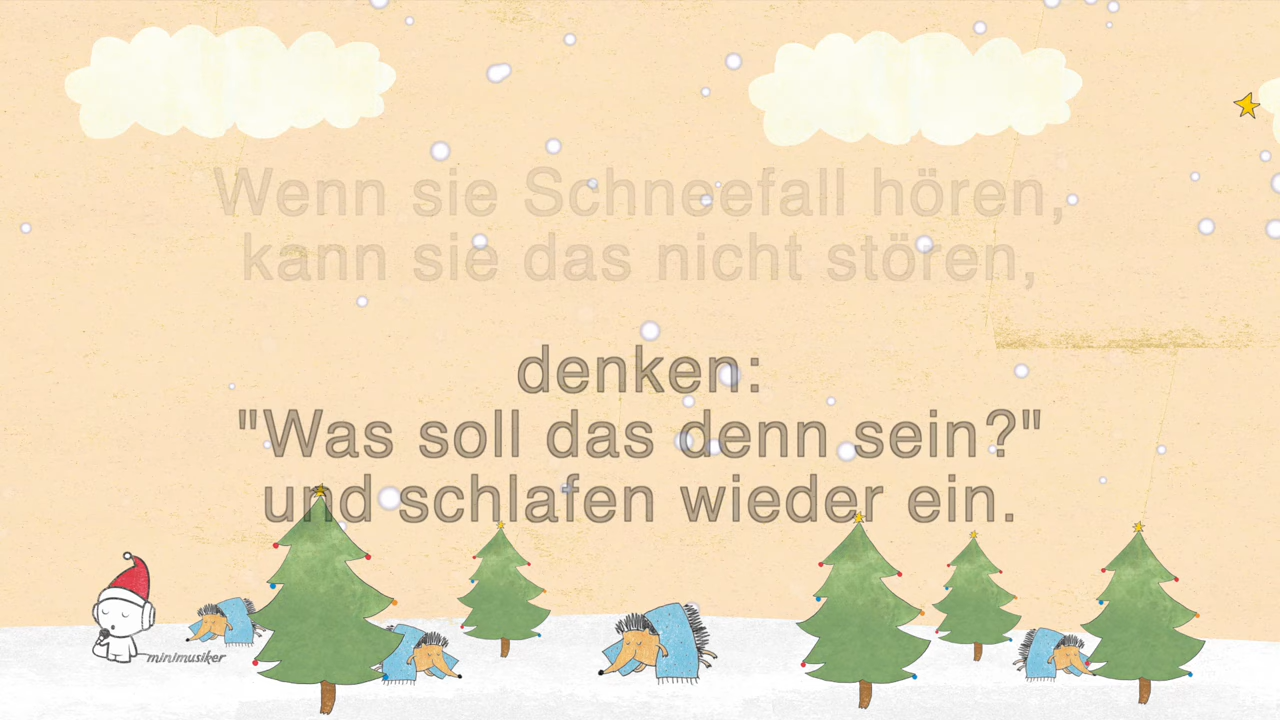 Wenn sie Schneefall hören,
kann sie das nicht stören,
denken:
"Was soll das denn sein?"
und schlafen wieder ein.
minimusiker